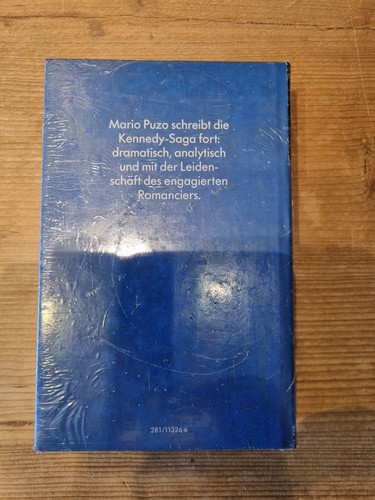 Mario Puzo schreibt die
Kennedy-Saga fort:
dramatisch, analytisch
und mit der Leiden-
schaft des engagierten
Romanciers.
281/11326 6